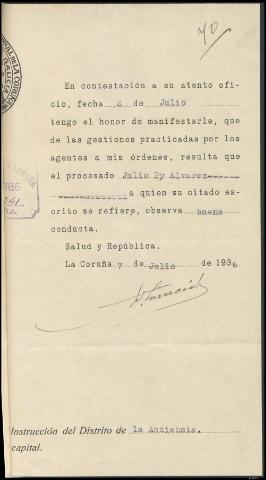 70
En contestación a su atento ofi-
cio, fecha 2 de Julio
tengo el honor de manifestarle, que
de las gestiones practicadas por los
agentes a mis órdenes, resulta que
el procesado Julio Py Alvarez---------
---------------a quien su citado es-
crito se refiere, observa buena
conducta.
Salud y República.
La Coruña 7 de Julio de 1936
Instrucción del Distrito de la Audiencia.
capital.